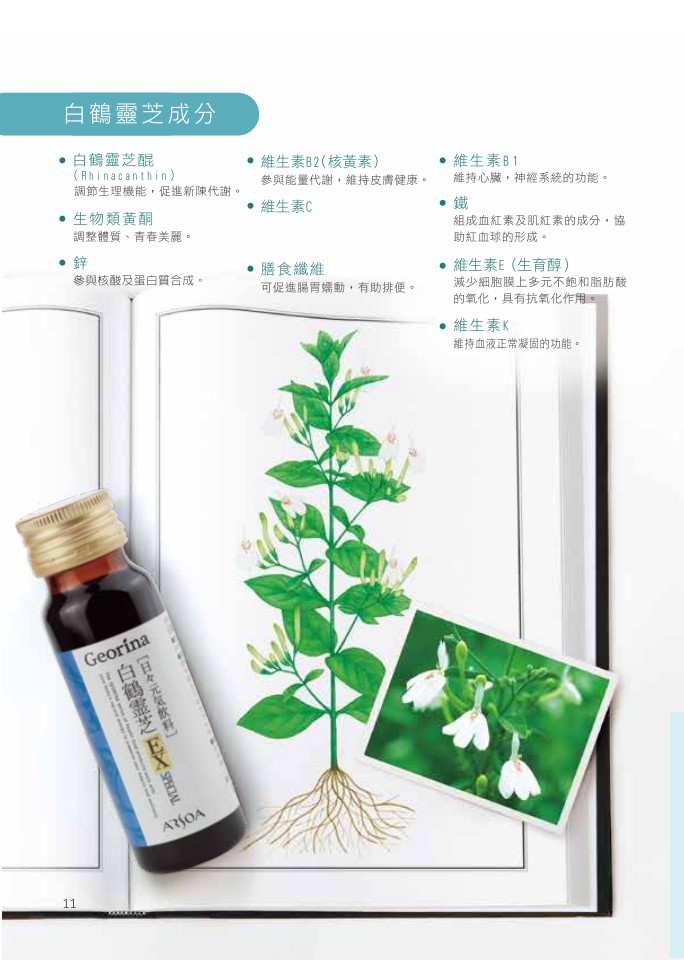 白鶴靈芝成分
白鶴靈芝醌
(Rhinacanthin)
調節生理機能，促進新陳代謝。
生物類黃酮
調整體質、青春美麗。
鋅
參與核酸及蛋白質合成。
維生素B2(核黃素)
參與能量代謝，維持皮膚健康。
維生素C
膳食纖維
可促進腸胃蠕動，有助排便。
維生素B1
維持心臟，神經系統的功能。
鐵
組成血紅素及肌紅素的成分，協
助紅血球的形成。
維生素E (生育醇)
減少細胞膜上多元不飽和脂肪酸
的氧化，具有抗氧化作用。
維生素K
維持血液正常凝固的功能。
Georina
[日々元気飲料]
白鶴霊芝EX SPECIAL
ARSOA
11